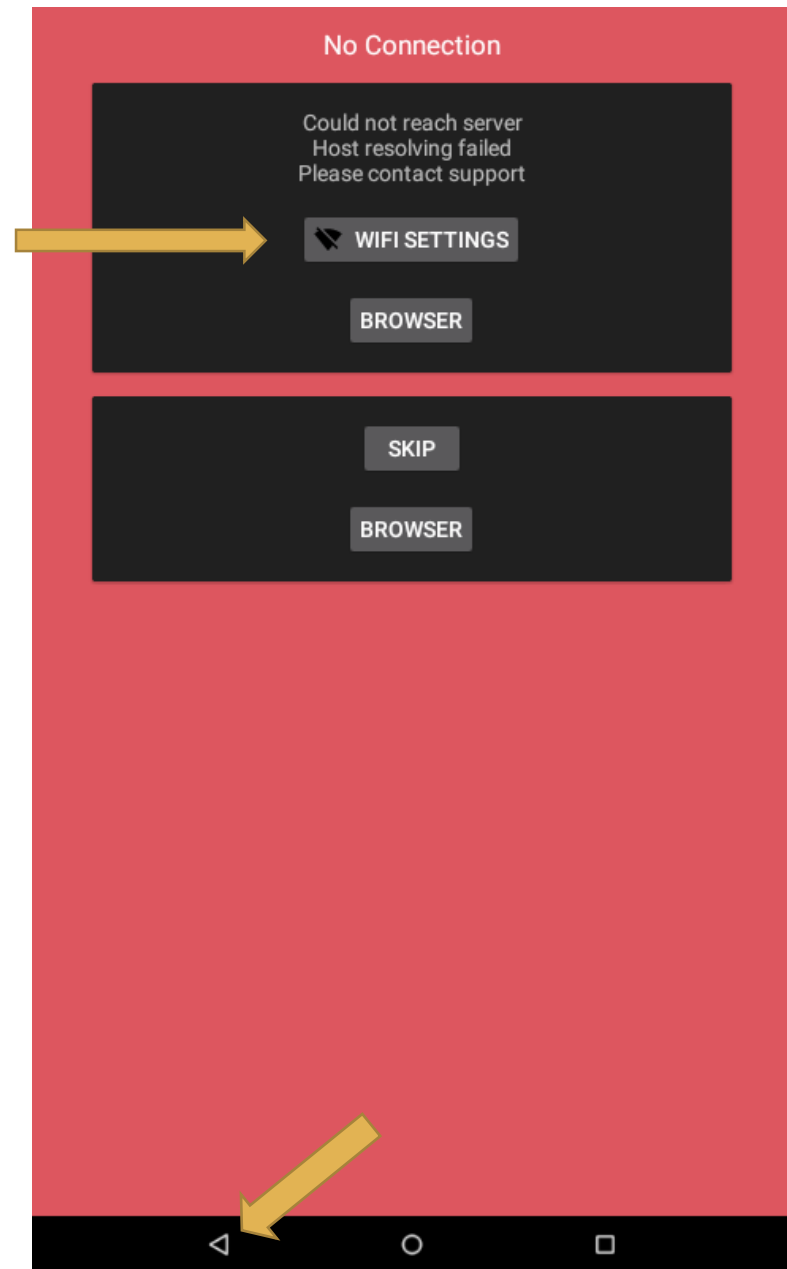 No Connection
Could not reach server
Host resolving failed
Please contact support
WIFI SETTINGS
BROWSER
SKIP
BROWSER